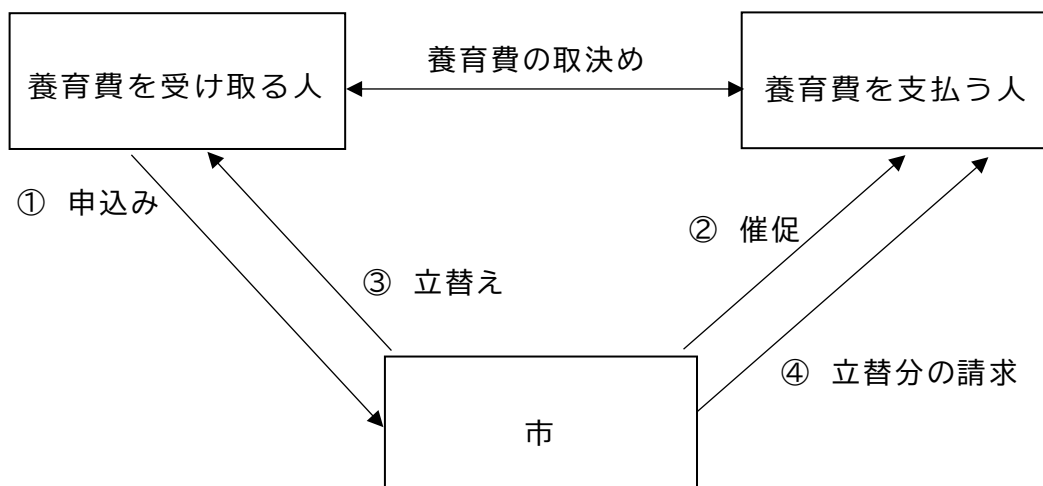 養育費の取決め
養育費を受け取る人
養育費を支払う人
① 申込み
② 催促
③ 立替え
④ 立替分の請求
市